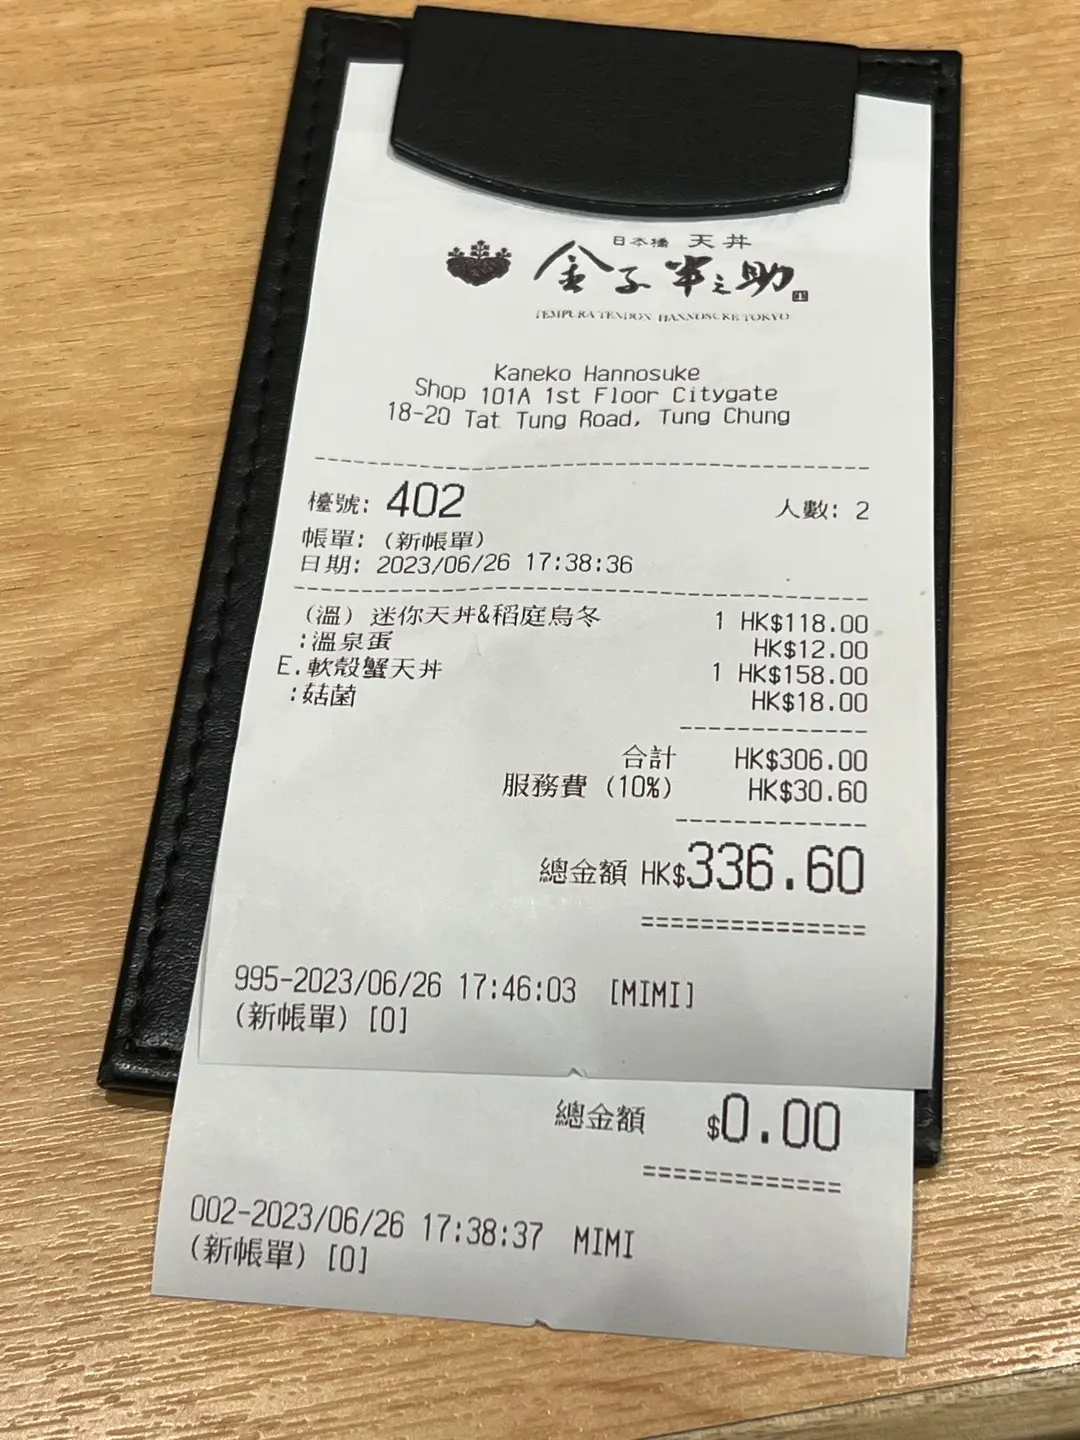 日本橋 天丼
金子半之助
TEMPURA TENDON HANNOSUKE TOKYO
Kaneko Hannosuke
Shop 101A 1st Floor Citygate
18-20 Tat Tung Road, Tung Chung
檯號: 402 人數: 2
帳單: (新帳單)
日期: 2023/06/26 17:38:36
(溫) 迷你天丼&稻庭烏冬 1 HK$118.00
:溫泉蛋 HK$12.00
E.軟殼蟹天丼 1 HK$158.00
:菇菌 HK$18.00
合計 HK$306.00
服務費 (10%) HK$30.60
總金額 HK$336.60
995-2023/06/26 17:46:03 [MIMI]
(新帳單) [0]
總金額 $0.00
002-2023/06/26 17:38:37 MIMI
(新帳單) [0]